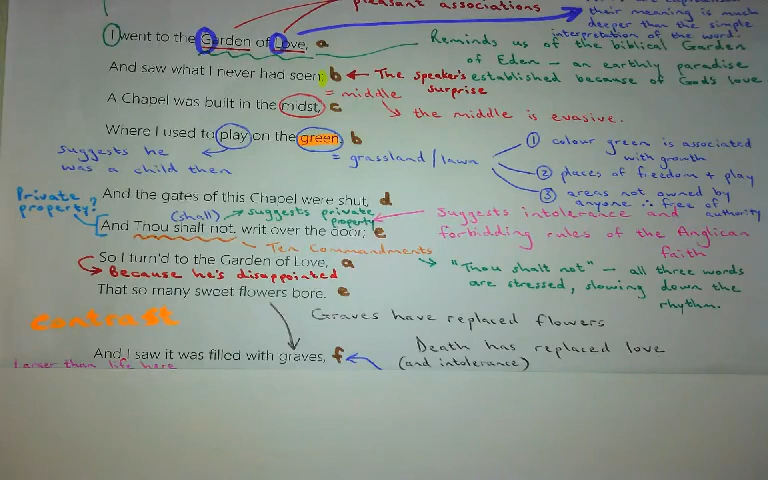 pleasant associations
their meaning is much
deeper than the simple
interpretation of the word.
I went to the Garden of Love, a
Reminds us of the biblical Garden
of Eden - an earthly paradise
And saw what I never had seen; b
The speaker's surprise
established because of God's love
A Chapel was built in the midst, c
= middle
the middle is evasive.
Where I used to play on the green, b
suggests he
was a child then
= grassland / lawn
1 colour green is associated
with growth
2 places of freedom + play
3 areas not owned by
anyone ∴ free of
authority
Private
property?
And the gates of this Chapel were shut, d
(shall) suggests private
property
And Thou shalt not. writ over the door; e
suggests intolerance and
forbidding rules of the Anglican
faith
Ten Commandments
So I turn'd to the Garden of Love, a
Because he's disappointed
"Thou shalt not" - all three words
are stressed, slowing down the
rhythm.
That so many sweet flowers bore. e
contrast
Graves have replaced flowers
And I saw it was filled with graves, f
Death has replaced love
(and intolerance)
Larger than life here